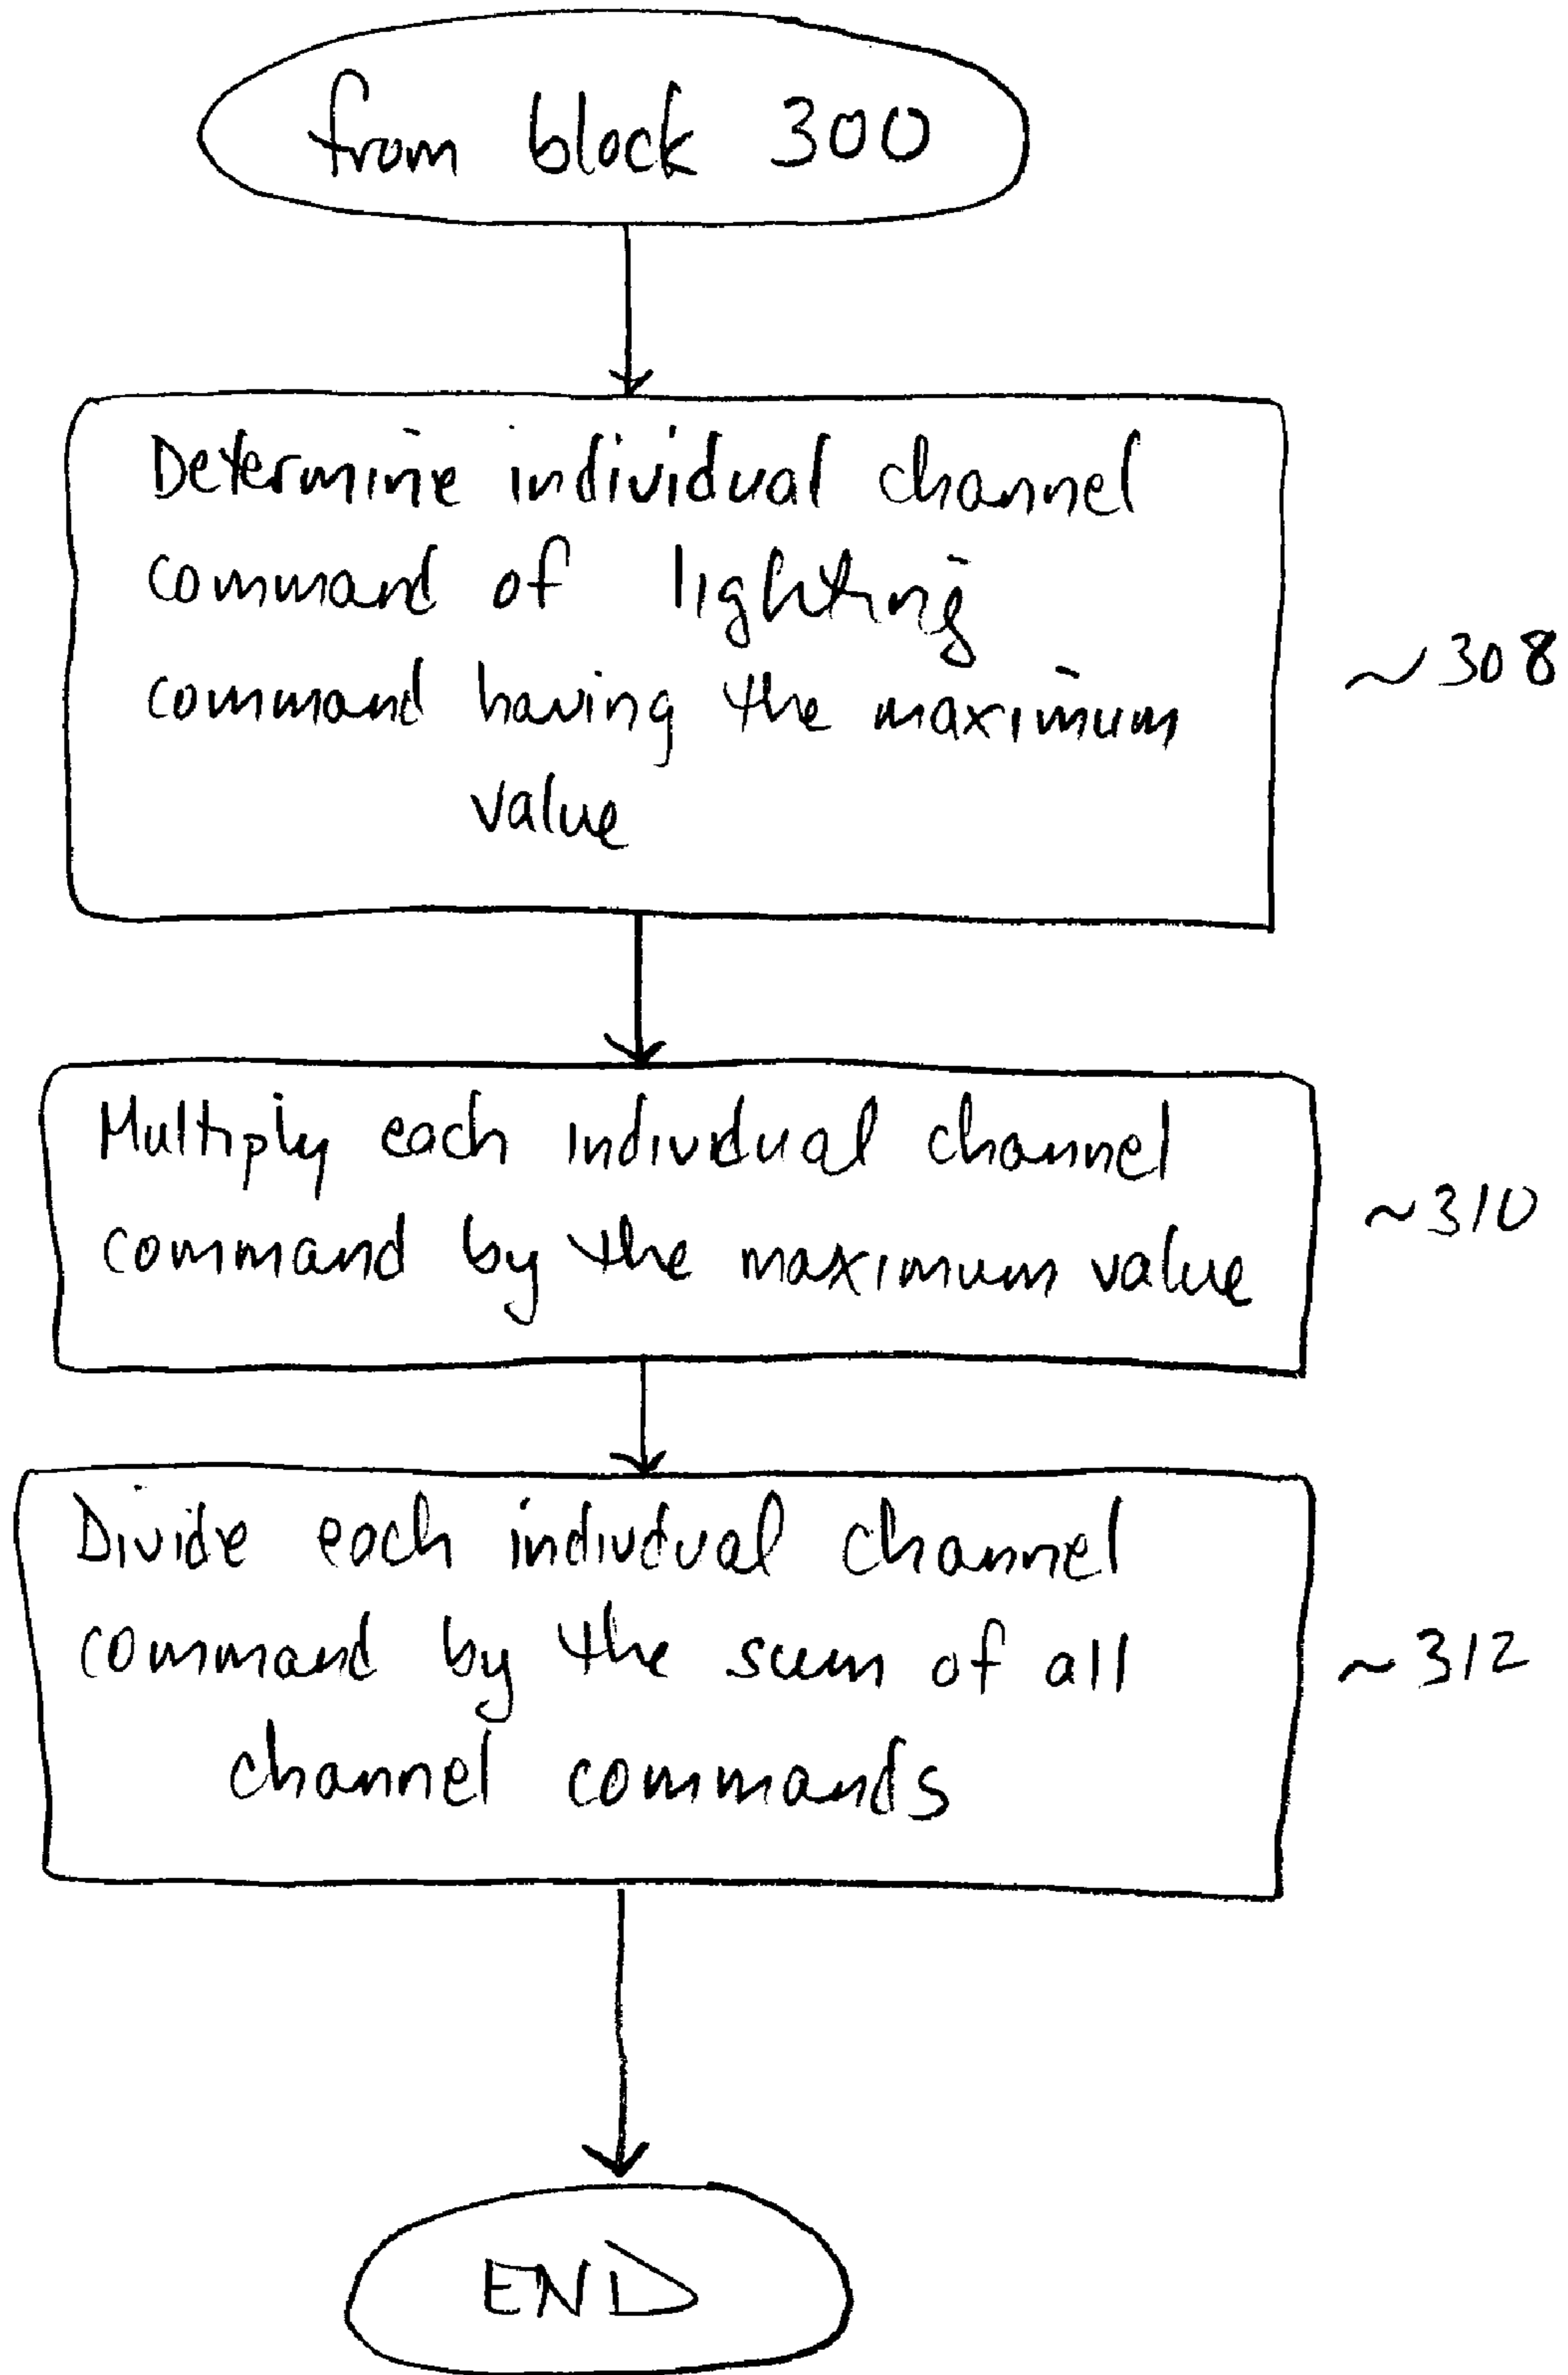 from block 300
Determine individual channel
command of lighting
command having the maximum
value
~308
Multiply each individual channel
command by the maximum value
~310
Divide each individual channel
command by the sum of all
channel commands
~312
END